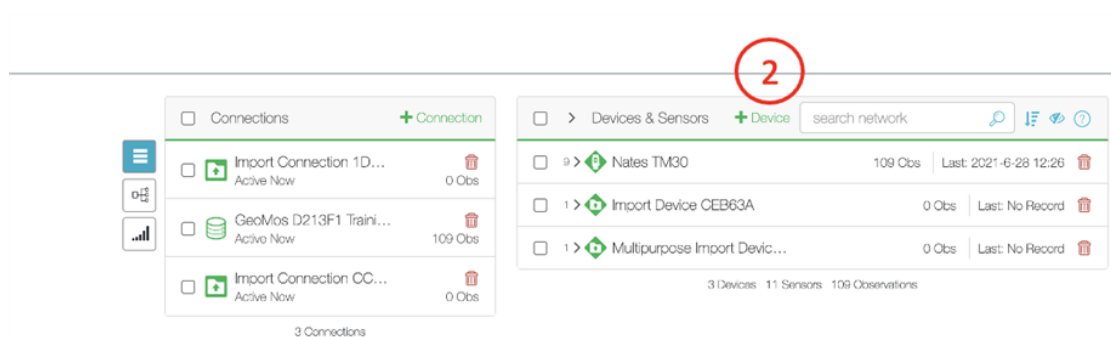 2
Connections
+ Connection
Import Connection 1D...
Active Now
0 Obs
GeoMos D213F1 Traini...
Active Now
109 Obs
Import Connection CC...
Active Now
0 Obs
3 Connections
> Devices & Sensors
+ Device
search network
?
9 > Nates TM30
109 Obs
Last: 2021-6-28 12:26
1 > Import Device CEB63A
0 Obs
Last: No Record
1 > Multipurpose Import Devic...
0 Obs
Last: No Record
3 Devices 11 Sensors 109 Observations